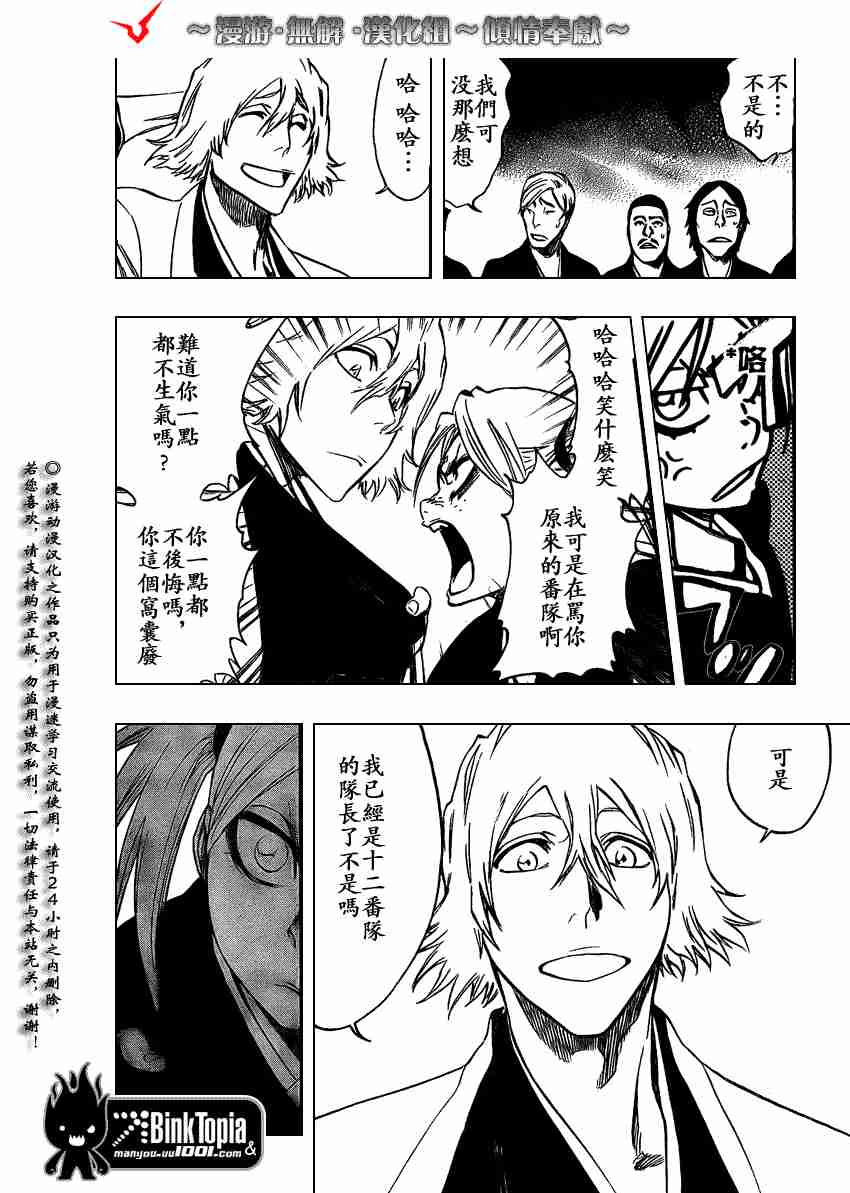 ～漫游·無解·漢化組～傾情奉獻～
不…
不是的
我們可
没那麽想
哈哈哈…
*咯
哈哈哈笑什麽笑
我可是在罵你
原來的番隊啊
難道你一點
都不生氣嗎?
你一點都
不後悔嗎,
你這個窩囊廢
可是
我已經是十二番隊
的隊長了不是嗎
◎漫游动漫汉化之作品只为用于漫迷学习交流使用,请于24小时之内删除,
若您喜欢,请支持购买正版,勿盗用谋取私利,一切法律責任与本站无关,谢谢!
BinkTopia
manjou-uu1001.com &